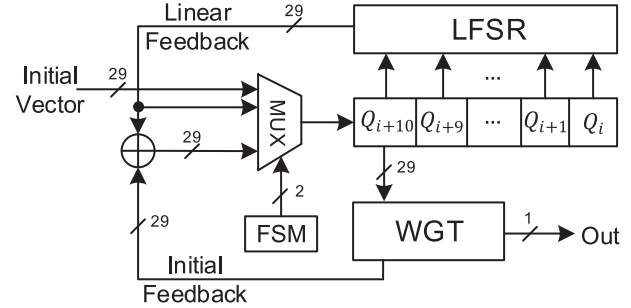 Linear
Feedback
29
LFSR
Initial
Vector
29
MUX
...
Q_{i+10} Q_{i+9} ... Q_{i+1} Q_i
29
29
2
29
FSM
WGT
1
Out
Initial
Feedback